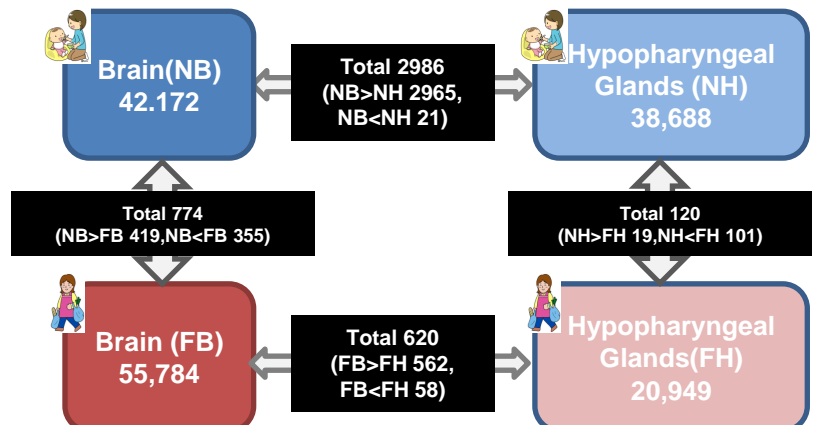 Brain(NB)
42.172
Total 2986
(NB>NH 2965,
NB<NH 21)
Hypopharyngeal
Glands (NH)
38,688
Total 774
(NB>FB 419,NB<FB 355)
Total 120
(NH>FH 19,NH<FH 101)
Brain (FB)
55,784
Total 620
(FB>FH 562,
FB<FH 58)
Hypopharyngeal
Glands(FH)
20,949